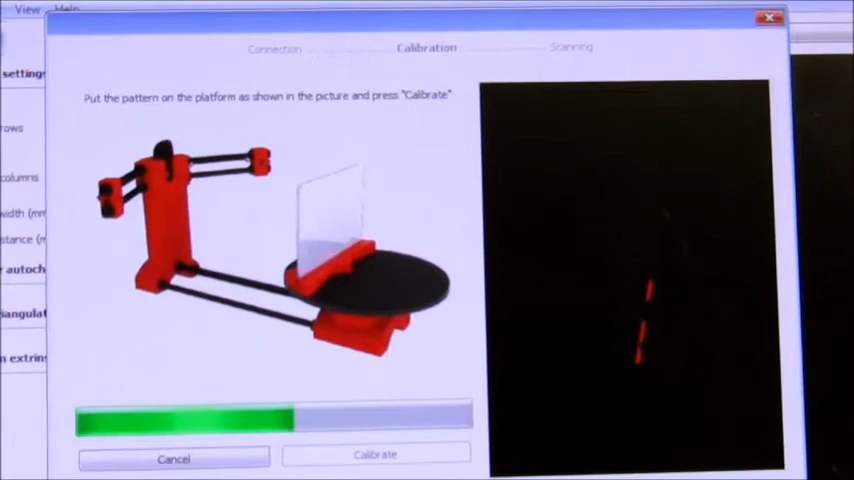 View Help
Connection
Calibration
Scanning
settings
Put the pattern on the platform as shown in the picture and press "Calibrate"
rows
columns
width (mm
stance (m
autoch
iangulat
n extrins
Cancel
Calibrate